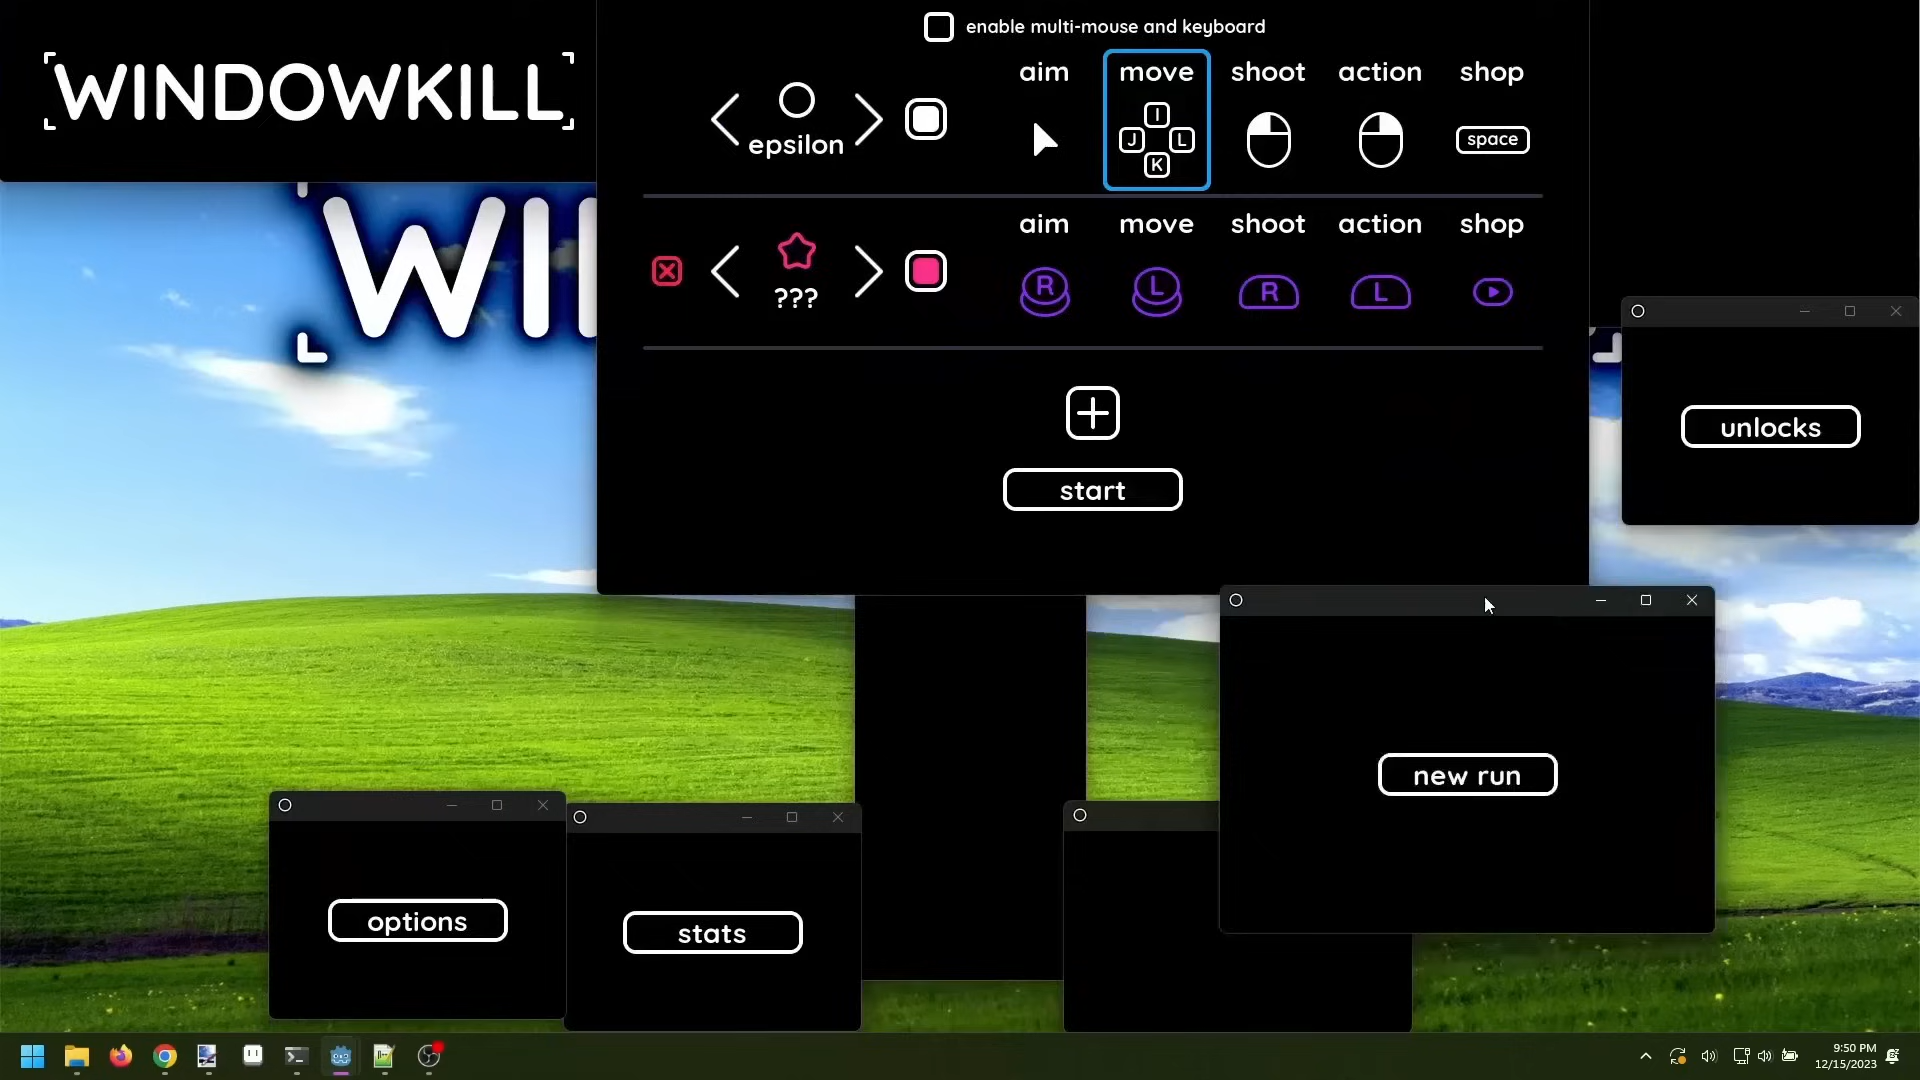 WINDOWKILL
enable multi-mouse and keyboard
epsilon
aim move shoot action shop
I
J L
K
space
WI
???
aim move shoot action shop
R L R L
start
unlocks
new run
options
stats
9:50 PM
12/15/2023